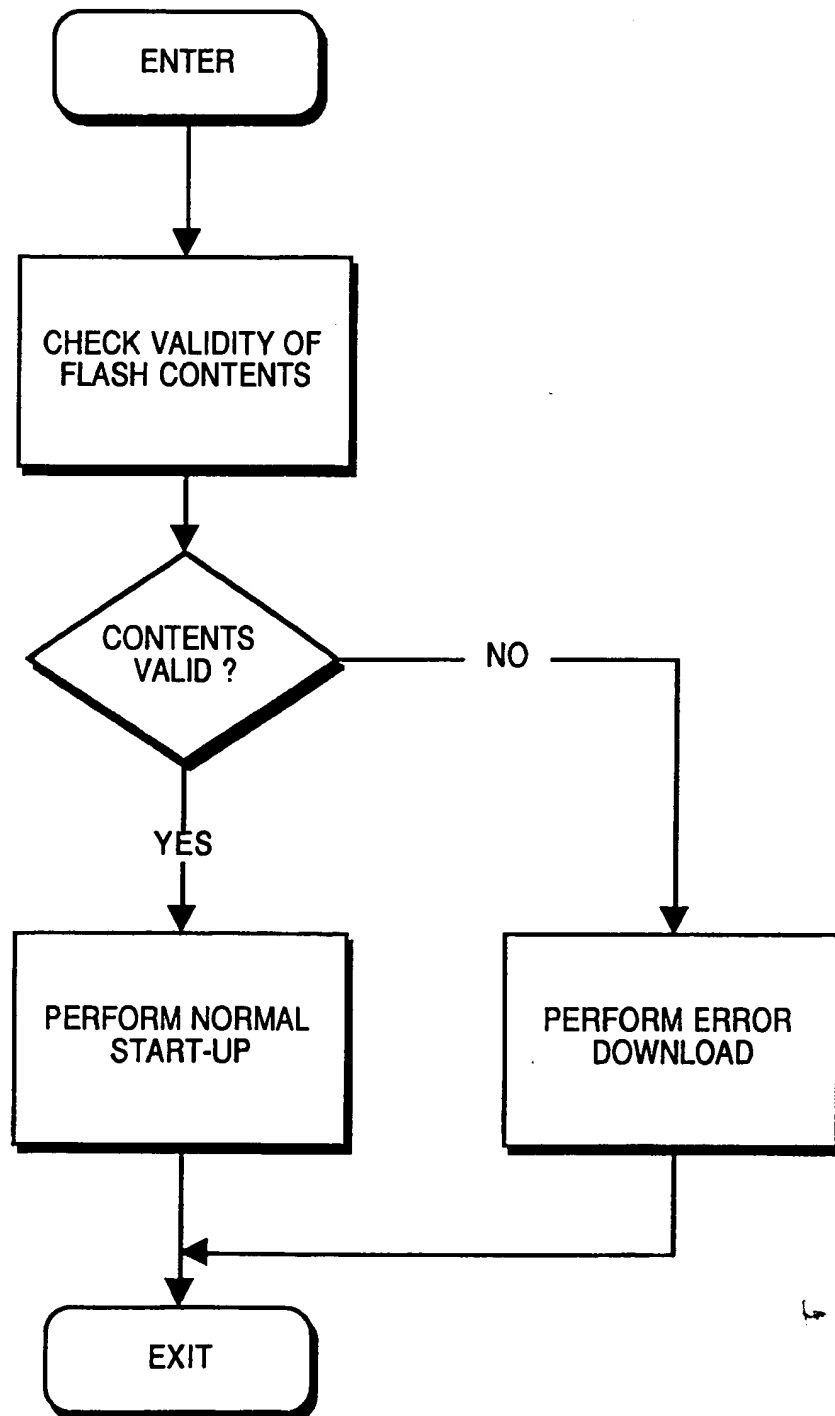 ENTER
CHECK VALIDITY OF
FLASH CONTENTS
CONTENTS
VALID ?
NO
YES
PERFORM NORMAL
START-UP
PERFORM ERROR
DOWNLOAD
EXIT